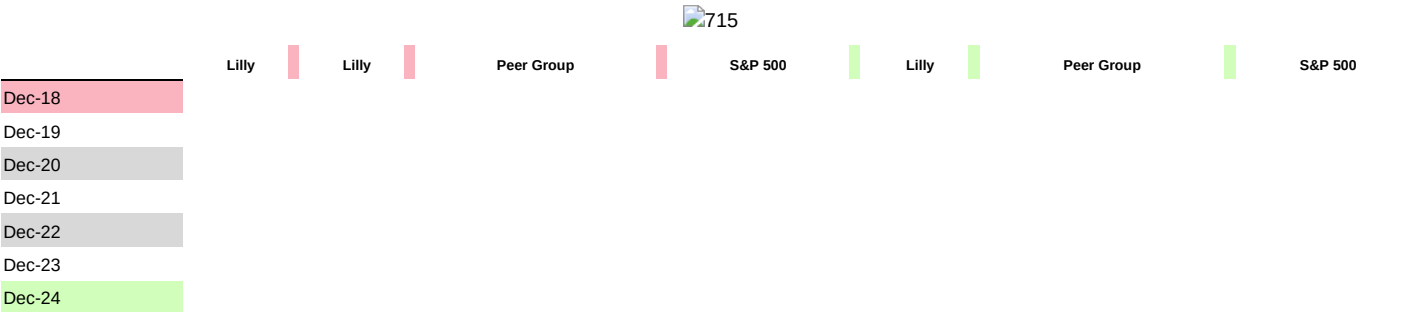 715
Lilly Lilly Peer Group S&P 500 Lilly Peer Group S&P 500
Dec-18
Dec-19
Dec-20
Dec-21
Dec-22
Dec-23
Dec-24